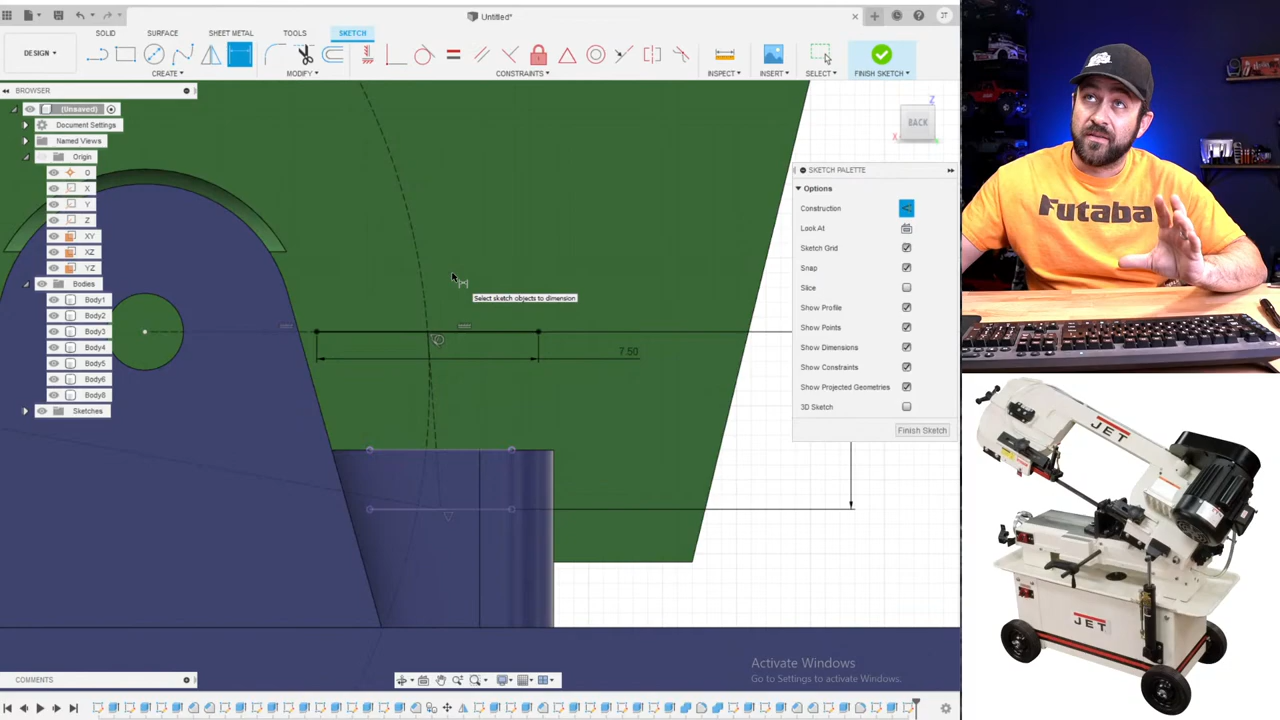 Untitled*
JT
DESIGN
SOLID
SURFACE
SHEET METAL
TOOLS
SKETCH
CREATE
MODIFY
CONSTRAINTS
INSPECT
INSERT
SELECT
FINISH SKETCH
BROWSER
(Unsaved)
Document Settings
Named Views
Origin
O
X
Y
Z
XY
XZ
YZ
Bodies
Body1
Body2
Body3
Body4
Body5
Body6
Body8
Sketches
Z
BACK
X
SKETCH PALETTE
Options
Construction
Look At
Sketch Grid
Snap
Slice
Show Profile
Show Points
Show Dimensions
Show Constraints
Show Projected Geometries
3D Sketch
Finish Sketch
Select sketch objects to dimension
7.50
Activate Windows
Go to Settings to activate Windows.
COMMENTS
Futaba
JET
JET